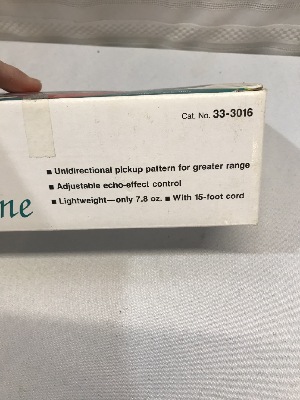 Cat. No. 33-3016
■ Unidirectional pickup pattern for greater range
■ Adjustable echo-effect control
■ Lightweight—only 7.8 oz. ■ With 15-foot cord
ne